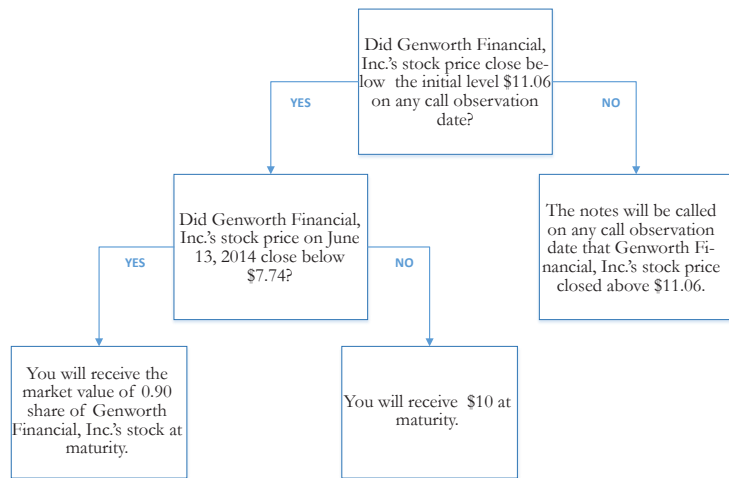 Did Genworth Financial,
Inc.'s stock price close be-
low the initial level $11.06
on any call observation
date?
YES
NO
Did Genworth Financial,
Inc.'s stock price on June
13, 2014 close below
$7.74?
The notes will be called
on any call observation
date that Genworth Fi-
nancial, Inc.'s stock price
closed above $11.06.
YES
NO
You will receive the
market value of 0.90
share of Genworth
Financial, Inc.'s stock at
maturity.
You will receive $10 at
maturity.